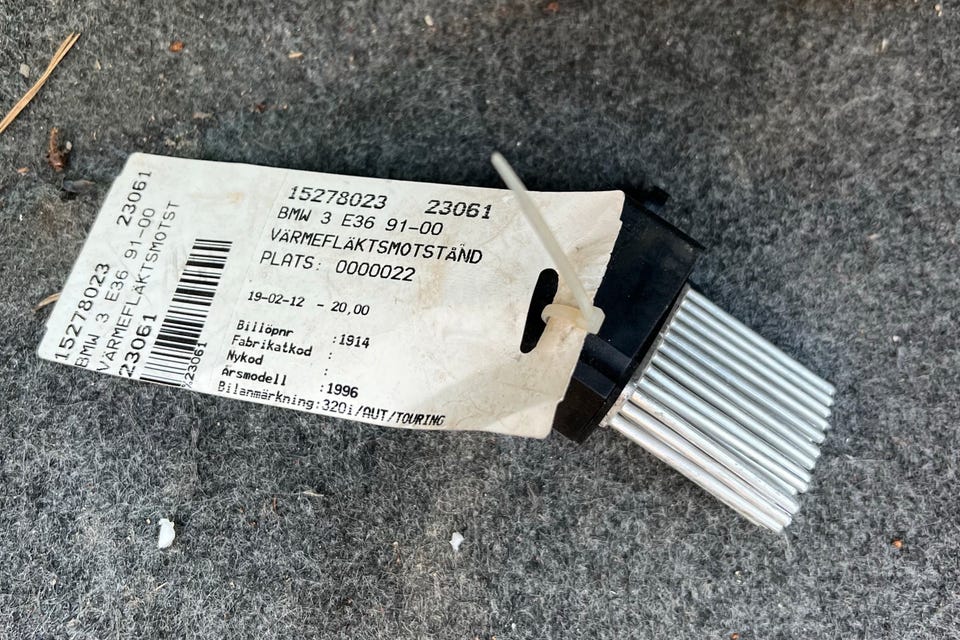 15278023 23061
BMW 3 E36 91-00
VÄRMEFLÄKTSMOTSTÅND
PLATS: 0000022
19-02-12 - 20,00
Billöpnr :1914
Fabrikatkod :
Nykod :
Årsmodell :1996
Bilanmärkning:320i/AUT/TOURING
15278023 23061
BMW 3 E36 91-00
VÄRMEFLÄKTSMOTST
23061
X23061